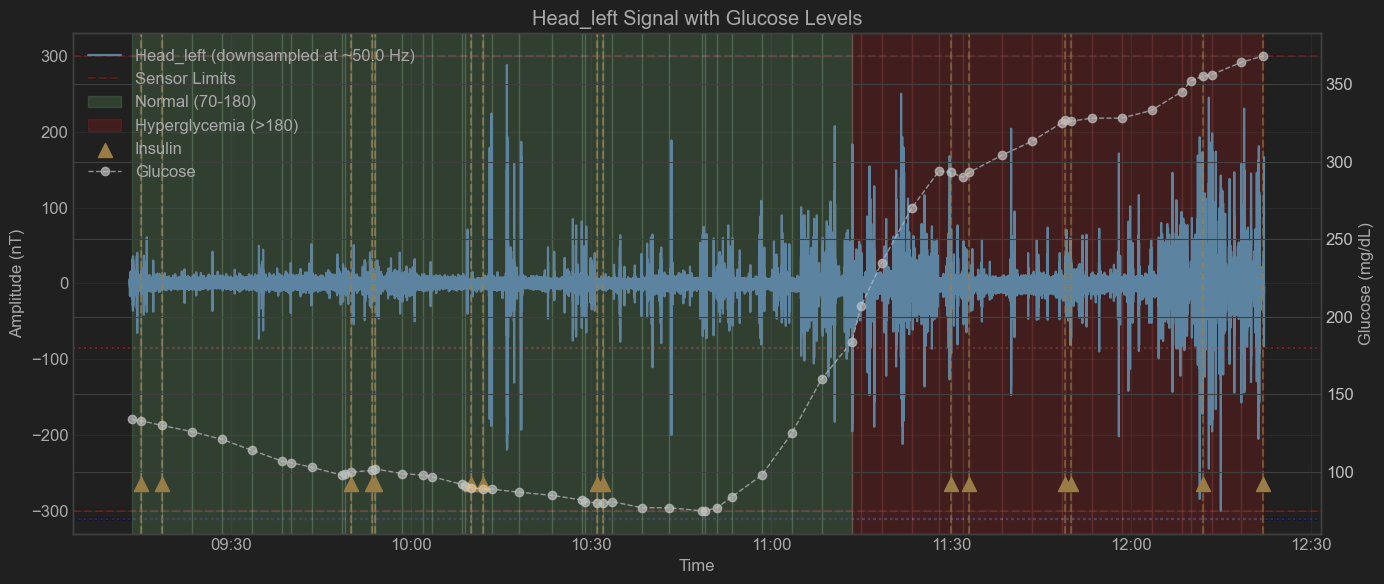 Head_left Signal with Glucose Levels
Head_left (downsampled at ~50.0 Hz)
Sensor Limits
Normal (70-180)
Hyperglycemia (>180)
Insulin
Glucose
Amplitude (nT)
300
200
100
0
−100
−200
−300
Glucose (mg/dL)
350
300
250
200
150
100
09:30 10:00 10:30 11:00 11:30 12:00 12:30
Time